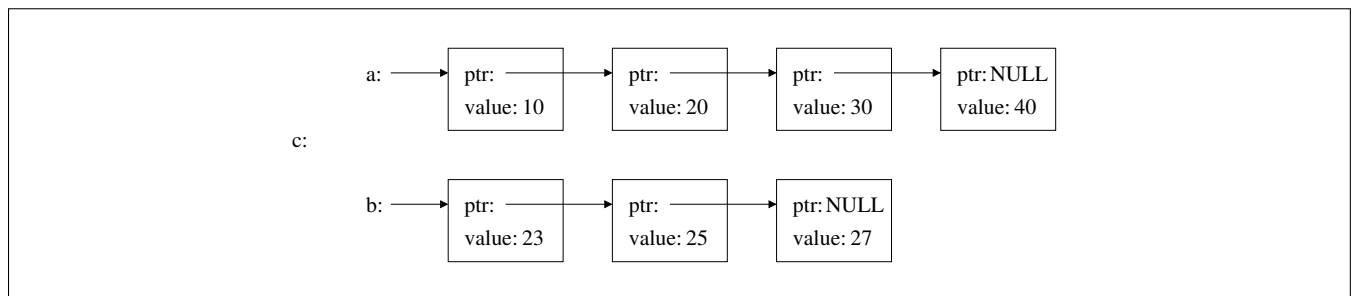 a: ptr: ptr: ptr: ptr: NULL
value: 10 value: 20 value: 30 value: 40
c:
b: ptr: ptr: ptr: NULL
value: 23 value: 25 value: 27